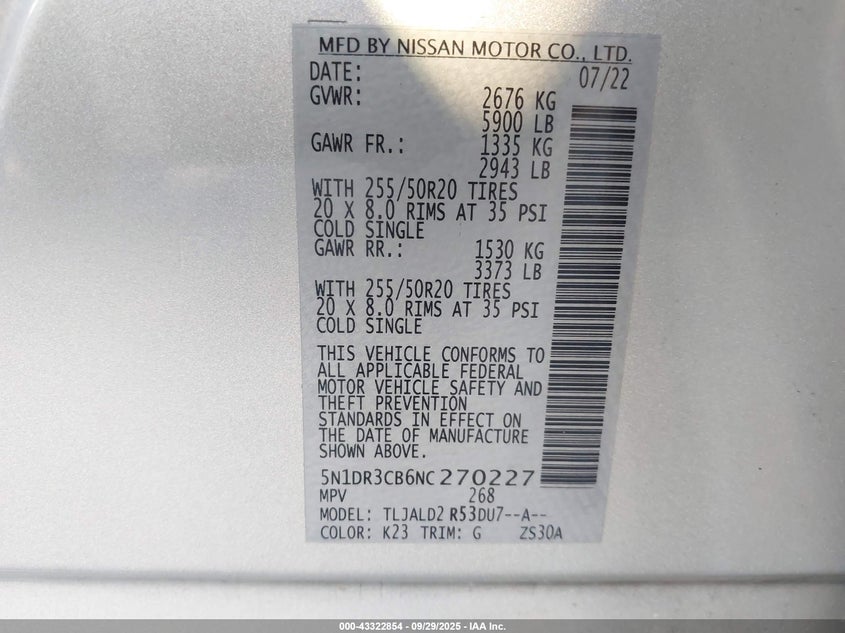 MFD BY NISSAN MOTOR CO., LTD.
DATE: 07/22
GVWR: 2676 KG
5900 LB
GAWR FR.: 1335 KG
2943 LB
WITH 255/50R20 TIRES
20 X 8.0 RIMS AT 35 PSI
COLD SINGLE
GAWR RR.: 1530 KG
3373 LB
WITH 255/50R20 TIRES
20 X 8.0 RIMS AT 35 PSI
COLD SINGLE
THIS VEHICLE CONFORMS TO
ALL APPLICABLE FEDERAL
MOTOR VEHICLE SAFETY AND
THEFT PREVENTION
STANDARDS IN EFFECT ON
THE DATE OF MANUFACTURE
SHOWN ABOVE.
5N1DR3CB6NC270227
MPV 268
MODEL: TLJALD2 R53DU7--A--
COLOR: K23 TRIM: G ZS30A
000-43322854 - 09/29/2025 - IAA Inc.